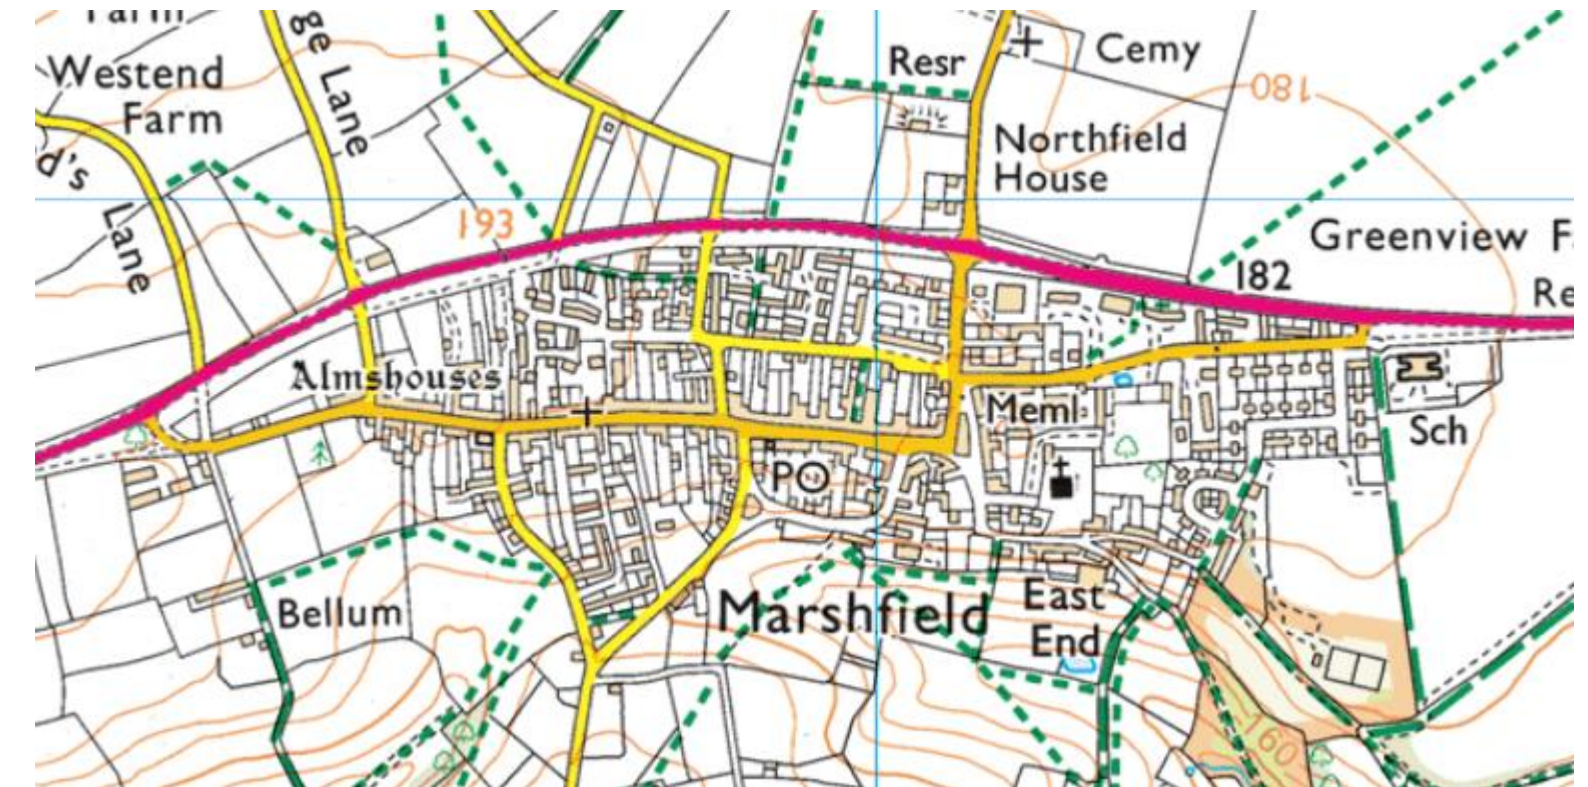 Westend
Farm
Lane
Resr
Cemy
Northfield
House
180
193
Lane
Greenview
182
Almshouses
Meml
Sch
PO
Bellum
Marshfield
East
End
160